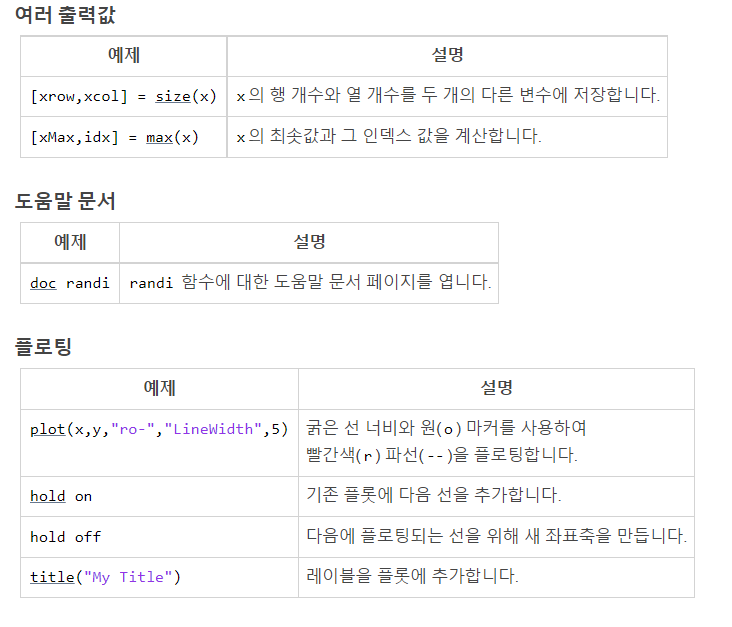 여러 출력값
예제 설명
[xrow,xcol] = size(x) x의 행 개수와 열 개수를 두 개의 다른 변수에 저장합니다.
[xMax,idx] = max(x) x의 최솟값과 그 인덱스 값을 계산합니다.
도움말 문서
예제 설명
doc randi randi 함수에 대한 도움말 문서 페이지를 엽니다.
플로팅
예제 설명
plot(x,y,"ro-","LineWidth",5) 굵은 선 너비와 원(o)마커를 사용하여
빨간색(r)파선(--)을 플로팅합니다.
hold on 기존 플롯에 다음 선을 추가합니다.
hold off 다음에 플로팅되는 선을 위해 새 좌표축을 만듭니다.
title("My Title") 레이블을 플롯에 추가합니다.